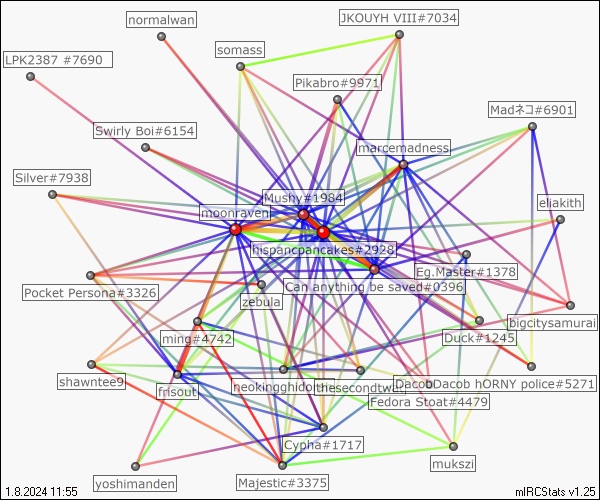 normalwan
JKOUYH VIII#7034
somass
LPK2387 #7690
Pikabro#9971
Madネコ#6901
Swirly Boi#6154
marcemadness
Silver#7938
Mushy#1984
eliakith
moonraven
hispancpancakes#2928
Eg.Master#1378
Can anything be saved#0396
Pocket Persona#3326
zebula
bigcitysamurai
ming#4742
Duck#1245
shawntee9
frisout
neokingghidorah
thesecondtwin
DacobDacob hORNY police#5271
Fedora Stoat#4479
Cypha#1717
mukszi
yoshimanden
Majestic#3375
1.8.2024 11:55
mIRCStats v1.25